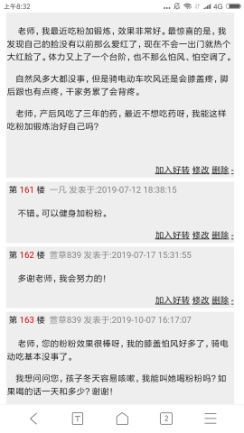 上午8:32
4G
老师，我最近吃粉加锻炼，效果非常好。最惊喜的是，我
发现自己的脸没有以前那么爱红了，现在不会一出门就热个
大红脸了。体力又上了一个台阶，也不那么怕风、怕空调了。
自然风多大都没事，但是骑电动车吹风还是会膝盖疼，脚
后跟也有点疼，干家务累了会背疼。
老师，产后风吃了三年的药，最近不想吃药呀，我能这样
吃粉加锻炼治好自己吗？
加入好转 修改 删除
第 161 楼 一凡 发表于:2019-07-12 18:38:15
不错。可以健身加粉粉。
加入好转 修改 删除
第 162 楼 萱草839 发表于:2019-07-17 15:31:55
多谢老师，我会努力的！
加入好转 修改 删除
第 163 楼 萱草839 发表于:2019-10-07 16:17:07
老师，您的粉粉效果很棒呀，我的膝盖怕风好多了，骑电
动吃基本没事了。
我想问问您，孩子冬天容易咳嗽，我能叫她喝粉粉吗？如
果喝的话一天和多少？谢谢！
加入好转 修改 删除
T
2